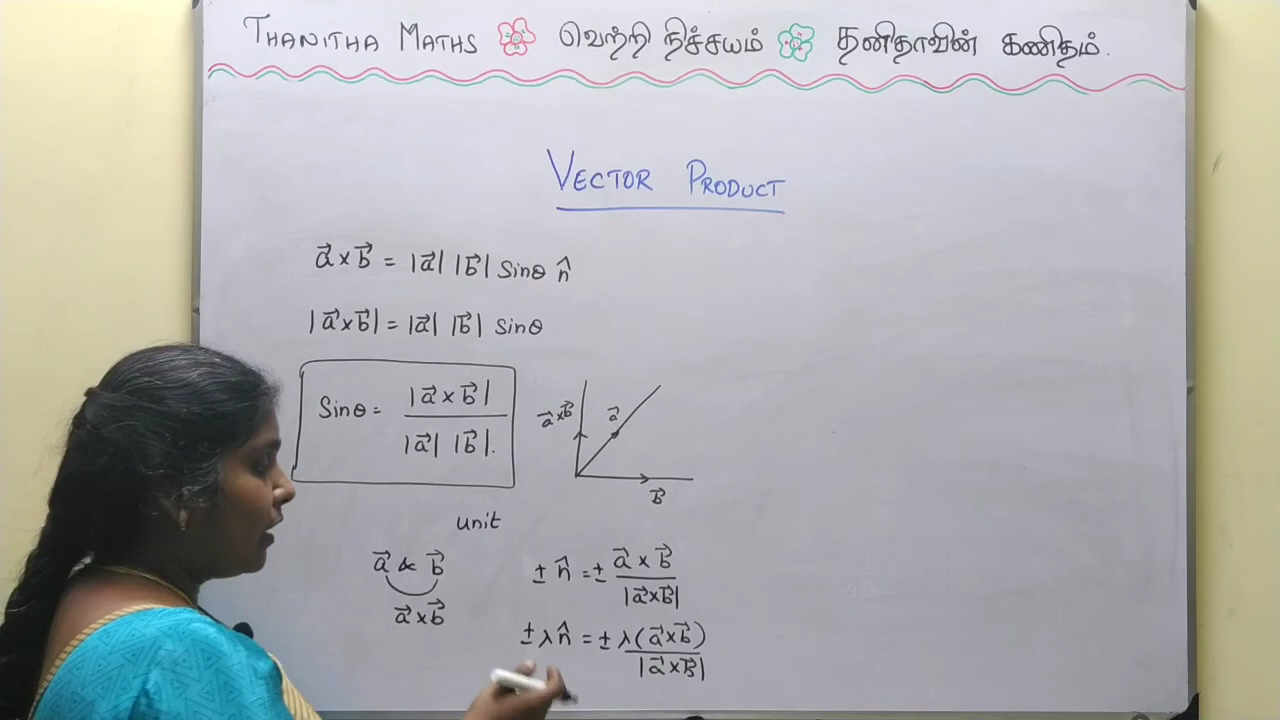 THANITHA MATHS வெற்றி நிச்சயம் தனிதாவின் கணிதம்.
VECTOR PRODUCT
a⃗ × b⃗ = |a⃗| |b⃗| Sinθ n̂
|a⃗ × b⃗| = |a⃗| |b⃗| sinθ
Sinθ = |a⃗ × b⃗| / |a⃗| |b⃗|.
a⃗ × b⃗ a⃗
b⃗
unit
a⃗ & b⃗
a⃗ × b⃗
± n̂ = ± a⃗ × b⃗ / |a⃗ × b⃗|
± λ n̂ = ± λ(a⃗ × b⃗) / |a⃗ × b⃗|